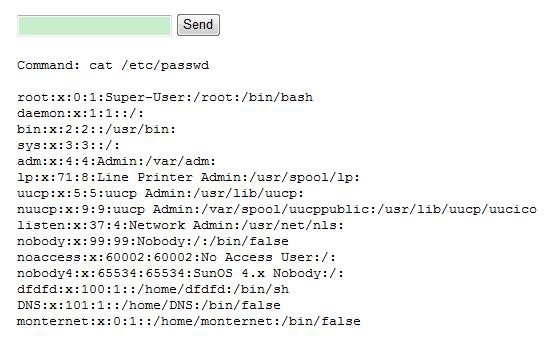 Send
Command: cat /etc/passwd
root:x:0:1:Super-User:/root:/bin/bash
daemon:x:1:1::/:
bin:x:2:2::/usr/bin:
sys:x:3:3::/:
adm:x:4:4:Admin:/var/adm:
lp:x:71:8:Line Printer Admin:/usr/spool/lp:
uucp:x:5:5:uucp Admin:/usr/lib/uucp:
nuucp:x:9:9:uucp Admin:/var/spool/uucppublic:/usr/lib/uucp/uucico
listen:x:37:4:Network Admin:/usr/net/nls:
nobody:x:99:99:Nobody:/:/bin/false
noaccess:x:60002:60002:No Access User:/:
nobody4:x:65534:65534:SunOS 4.x Nobody:/:
dfdfd:x:100:1::/home/dfdfd:/bin/sh
DNS:x:101:1::/home/DNS:/bin/false
monternet:x:0:1::/home/monternet:/bin/false